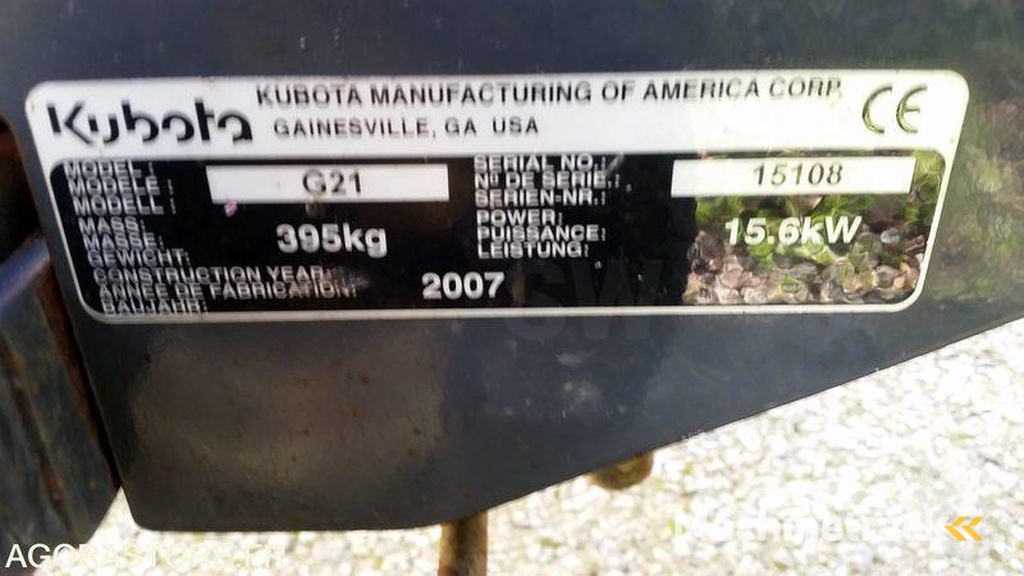 Kubota
KUBOTA MANUFACTURING OF AMERICA CORP.
GAINESVILLE, GA USA
CE
MODEL:
MODELE:
MODELL:
G21
SERIAL NO.:
Nº DE SERIE.:
SERIEN-NR.:
15108
MASS:
MASSE:
GEWICHT:
395kg
POWER:
PUISSANCE:
LEISTUNG:
15.6kW
CONSTRUCTION YEAR:
DANCE DE FABRICATION:
BAUJAHR:
2007